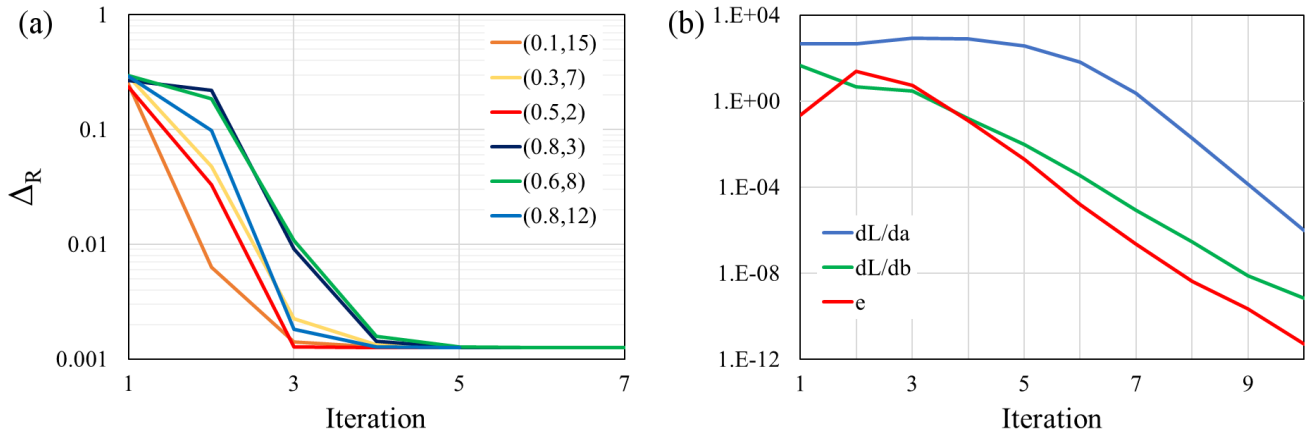 (a)
1
0.1
0.01
0.001
Δ_R
1 3 5 7
Iteration
(0.1,15)
(0.3,7)
(0.5,2)
(0.8,3)
(0.6,8)
(0.8,12)
(b)
1.E+04
1.E+00
1.E-04
1.E-08
1.E-12
1 3 5 7 9
Iteration
dL/da
dL/db
e